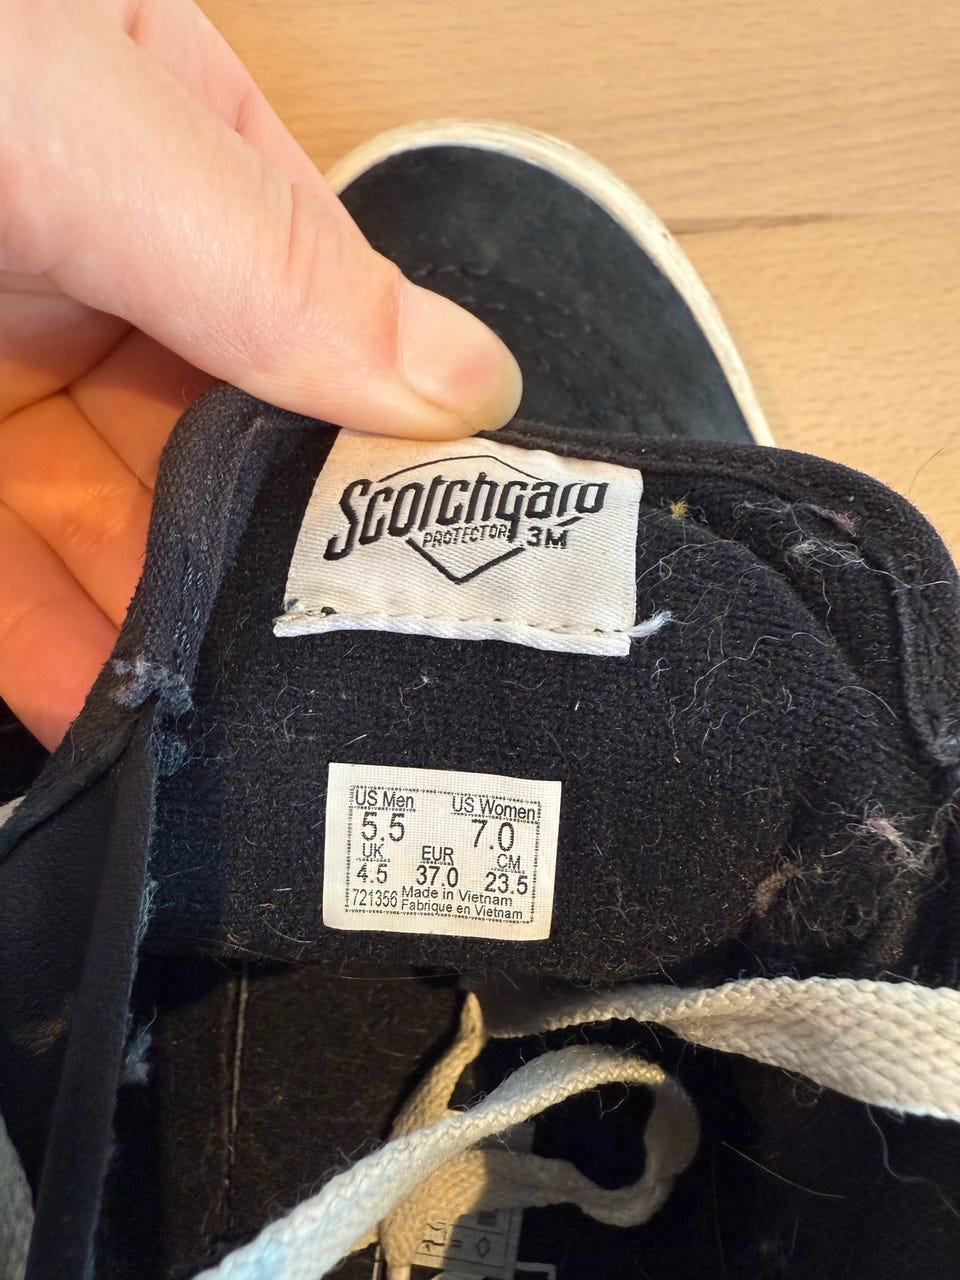 Scotchgard
PROTECTOR 3M
US Men US Women
5.5 7.0
UK EUR CM
4.5 37.0 23.5
721356 Made in Vietnam
Fabrique en Vietnam